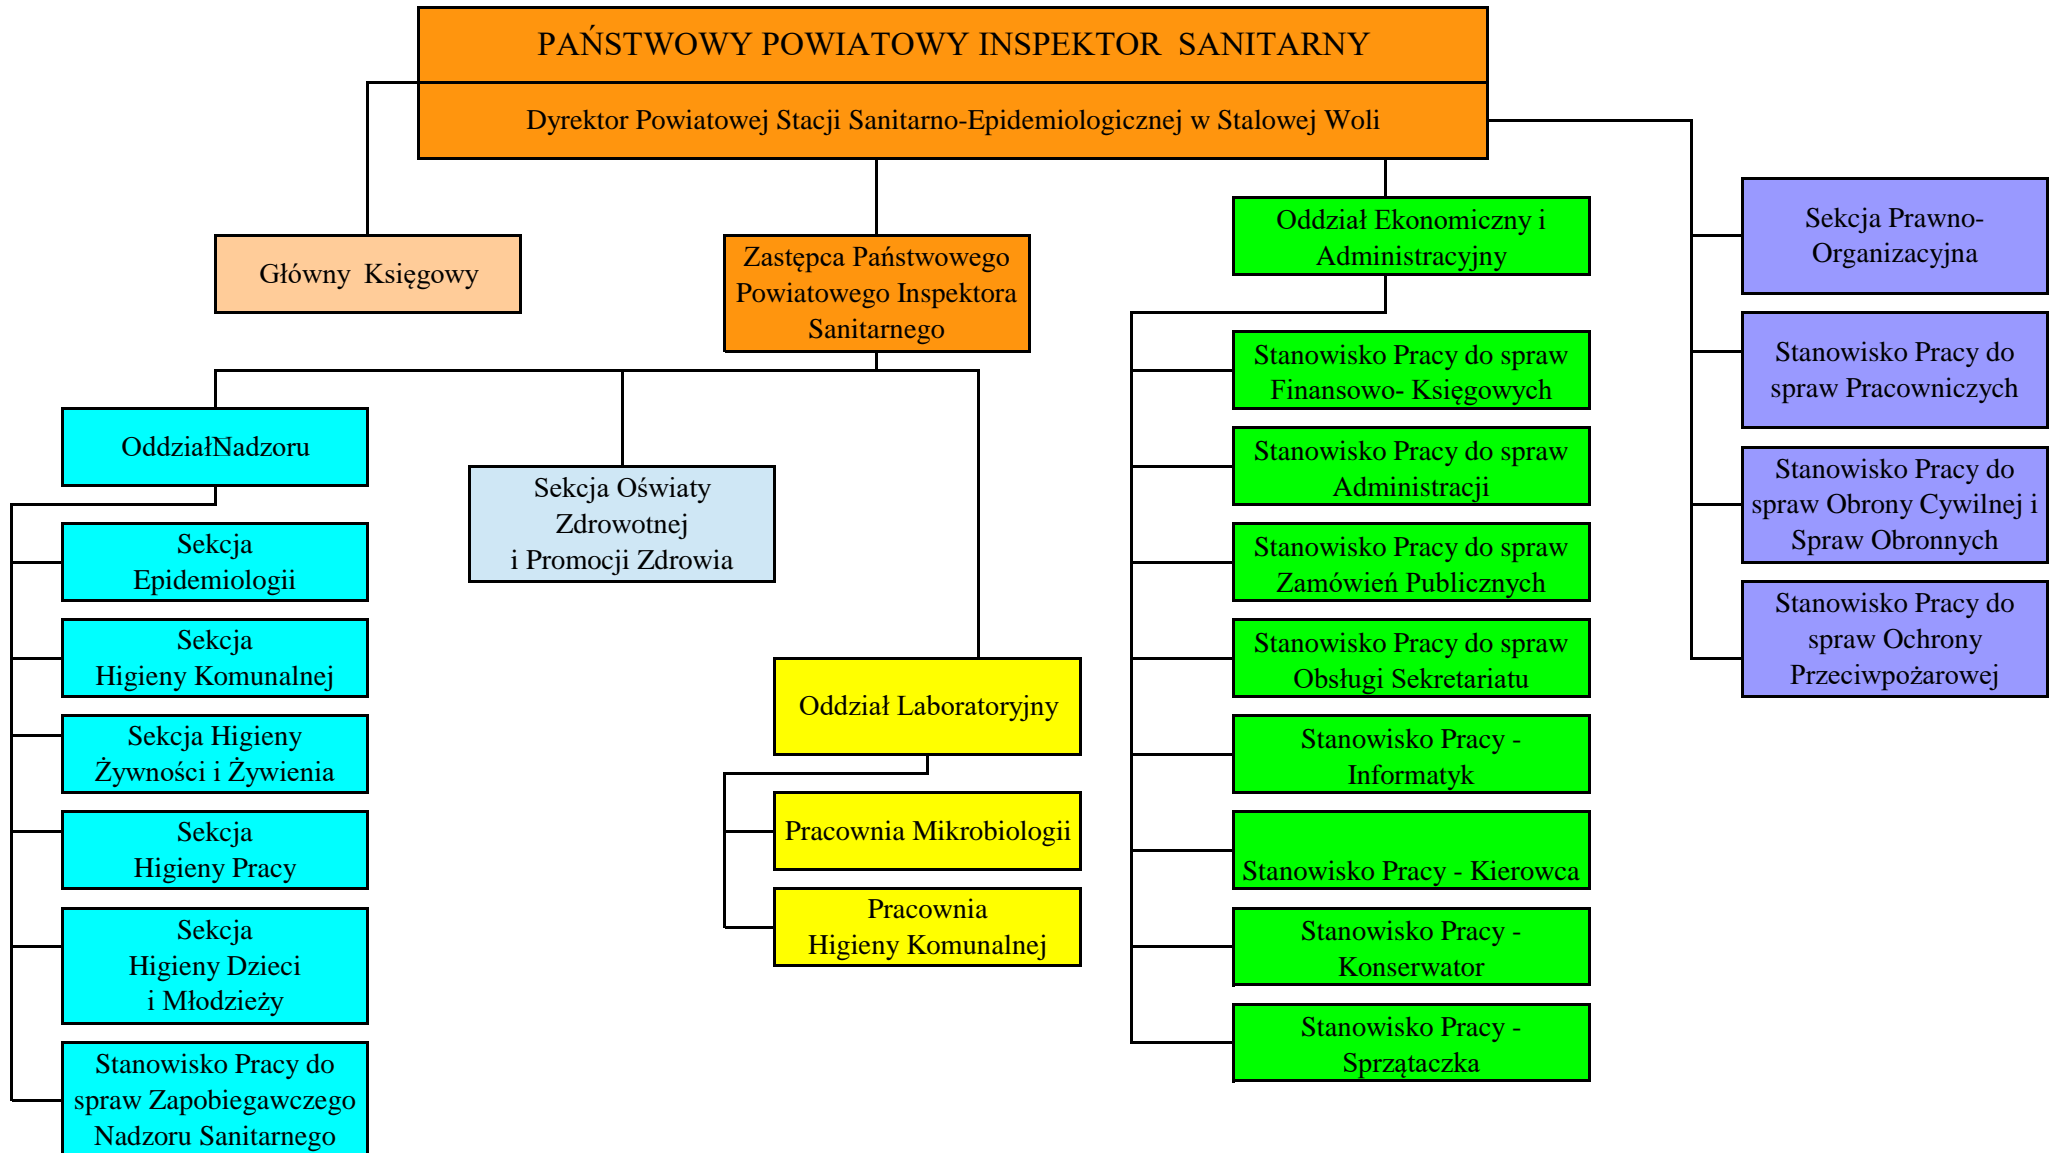 PAŃSTWOWY POWIATOWY INSPEKTOR  SANITARNY
Dyrektor Powiatowej Stacji Sanitarno-Epidemiologicznej w Stalowej Woli
Główny  Księgowy
Zastępca Państwowego
Powiatowego Inspektora
Sanitarnego
OddziałNadzoru
Sekcja
Epidemiologii
Sekcja
Higieny Komunalnej
Sekcja Higieny
Żywności i Żywienia
Sekcja
Higieny Pracy
Sekcja
Higieny Dzieci
i Młodzieży
Stanowisko Pracy do
spraw Zapobiegawczego
Nadzoru Sanitarnego
Sekcja Oświaty
Zdrowotnej
i Promocji Zdrowia
Oddział Laboratoryjny
Pracownia Mikrobiologii
Pracownia
Higieny Komunalnej
Oddział Ekonomiczny i
Administracyjny
Stanowisko Pracy do spraw
Finansowo- Księgowych
Stanowisko Pracy do spraw
Administracji
Stanowisko Pracy do spraw
Zamówień Publicznych
Stanowisko Pracy do spraw
Obsługi Sekretariatu
Stanowisko Pracy -
Informatyk
Stanowisko Pracy - Kierowca
Stanowisko Pracy -
Konserwator
Stanowisko Pracy -
Sprzątaczka
Sekcja Prawno-
Organizacyjna
Stanowisko Pracy do
spraw Pracowniczych
Stanowisko Pracy do
spraw Obrony Cywilnej i
Spraw Obronnych
Stanowisko Pracy do
spraw Ochrony
Przeciwpożarowej